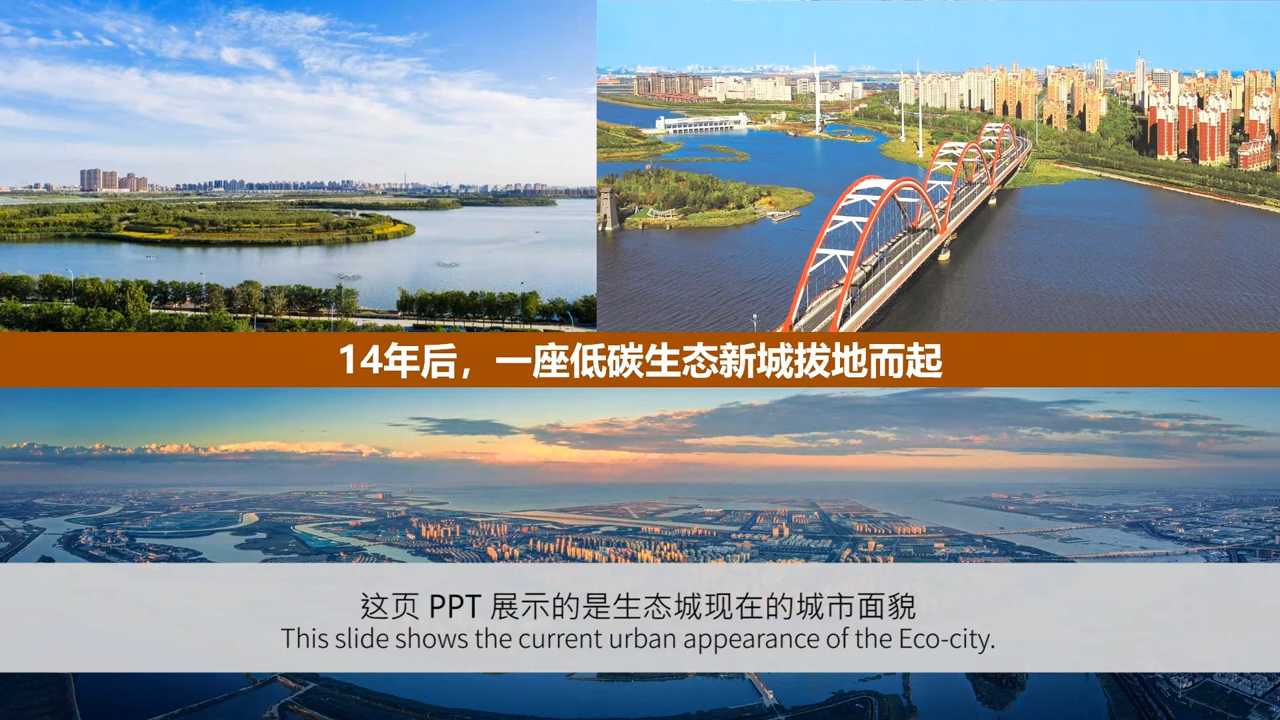 14年后，一座低碳生态新城拔地而起
这页 PPT 展示的是生态城现在的城市面貌
This slide shows the current urban appearance of the Eco-city.